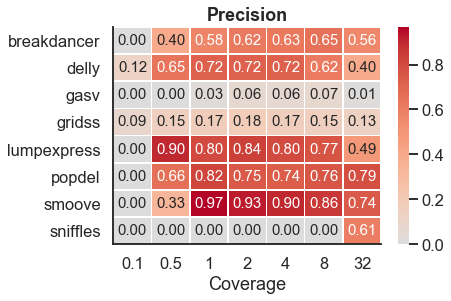 Precision
breakdancer 0.00 0.40 0.58 0.62 0.63 0.65 0.56
delly 0.12 0.65 0.72 0.72 0.72 0.62 0.40
gasv 0.00 0.00 0.03 0.06 0.06 0.07 0.01
gridss 0.09 0.15 0.17 0.18 0.17 0.15 0.13
lumpexpress 0.00 0.90 0.80 0.84 0.80 0.77 0.49
popdel 0.00 0.66 0.82 0.75 0.74 0.76 0.79
smoove 0.00 0.33 0.97 0.93 0.90 0.86 0.74
sniffles 0.00 0.00 0.00 0.00 0.00 0.00 0.61
0.1 0.5 1 2 4 8 32
Coverage
0.8
0.6
0.4
0.2
0.0